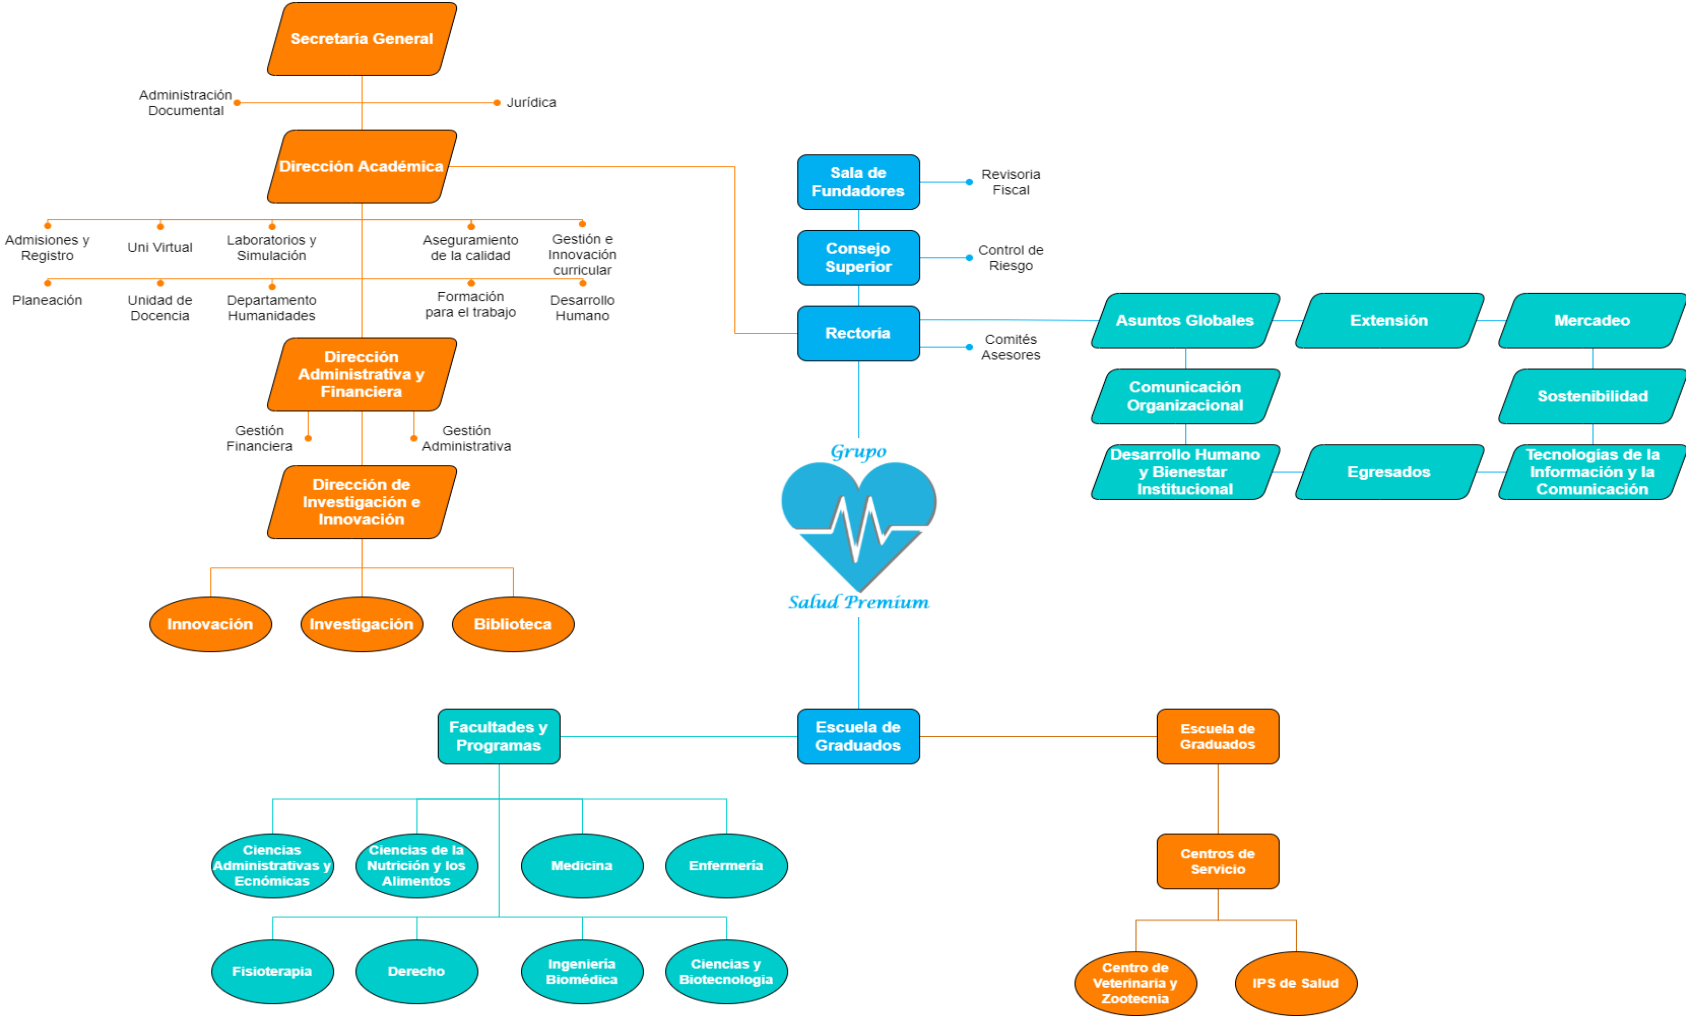 Secretaría General
Administración
Documental
Jurídica
Dirección Académica
Admisiones y
Registro
Uni Virtual
Laboratorios y
Simulación
Aseguramiento
de la calidad
Gestión e
Innovación
curricular
Planeación
Unidad de
Docencia
Departamento
Humanidades
Formación
para el trabajo
Desarrollo
Humano
Dirección
Administrativa y
Financiera
Gestión
Financiera
Gestión
Administrativa
Dirección de
Investigación e
Innovación
Innovación
Investigación
Biblioteca
Sala de
Fundadores
Revisoria
Fiscal
Consejo
Superior
Control de
Riesgo
Rectoría
Comités
Asesores
Asuntos Globales
Extensión
Mercadeo
Comunicación
Organizacional
Sostenibilidad
Desarrollo Humano
y Bienestar
Institucional
Egresados
Tecnologías de la
Información y la
Comunicación
Grupo
Salud Premium
Facultades y
Programas
Escuela de
Graduados
Escuela de
Graduados
Ciencias
Administrativas y
Ecnómicas
Ciencias de la
Nutrición y los
Alimentos
Medicina
Enfermería
Fisioterapia
Derecho
Ingeniería
Biomédica
Ciencias y
Biotecnología
Centros de
Servicio
Centro de
Veterinaria y
Zootecnia
IPS de Salud